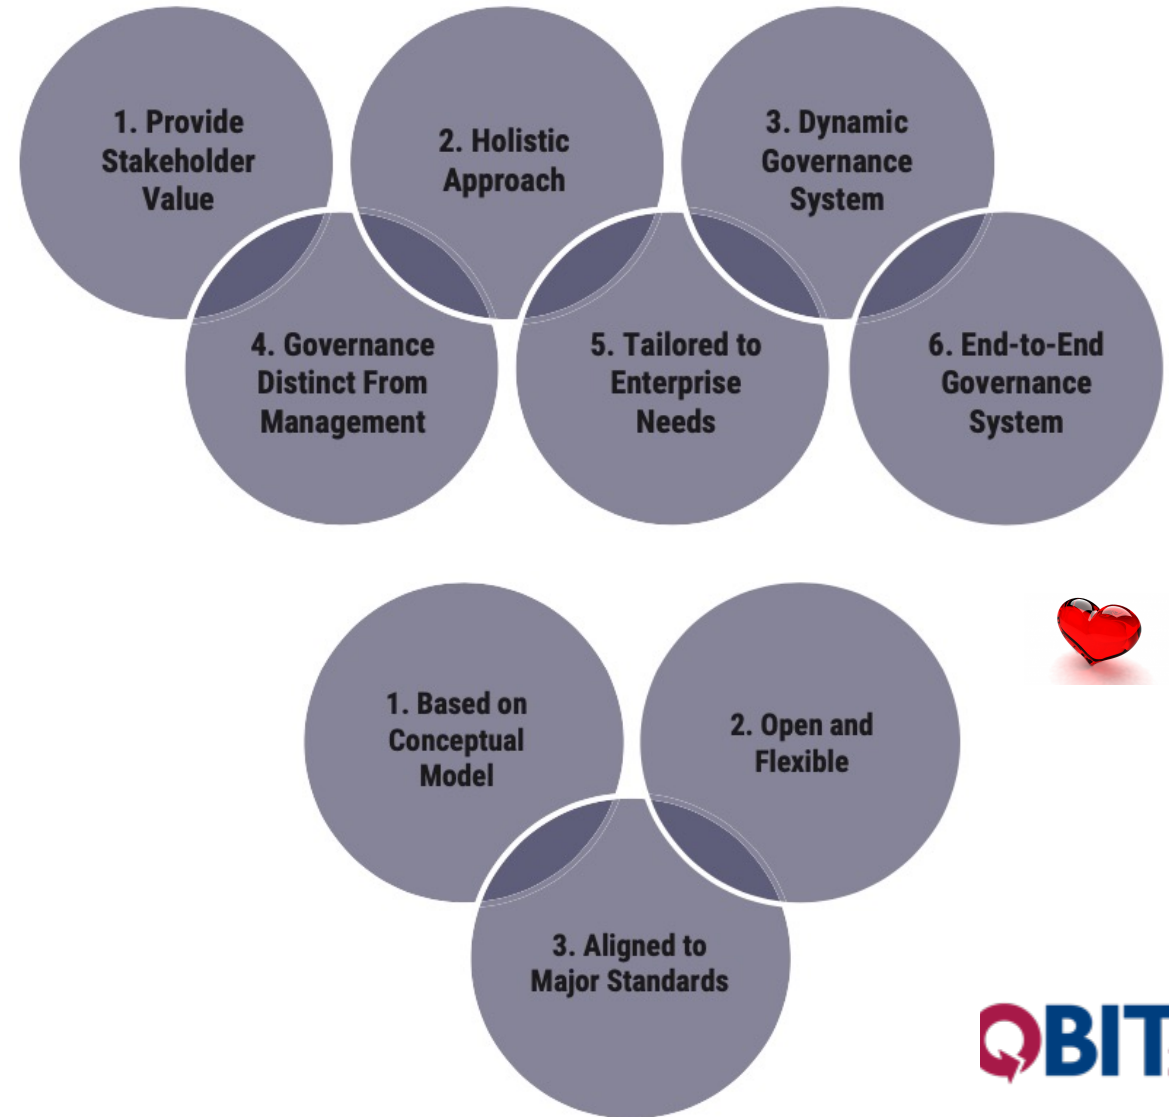 1. Provide
Stakeholder
Value
2. Holistic
Approach
3. Dynamic
Governance
System
4. Governance
Distinct From
Management
5. Tailored to
Enterprise
Needs
6. End-to-End
Governance
System
1. Based on
Conceptual
Model
2. Open and
Flexible
3. Aligned to
Major Standards
QBIT